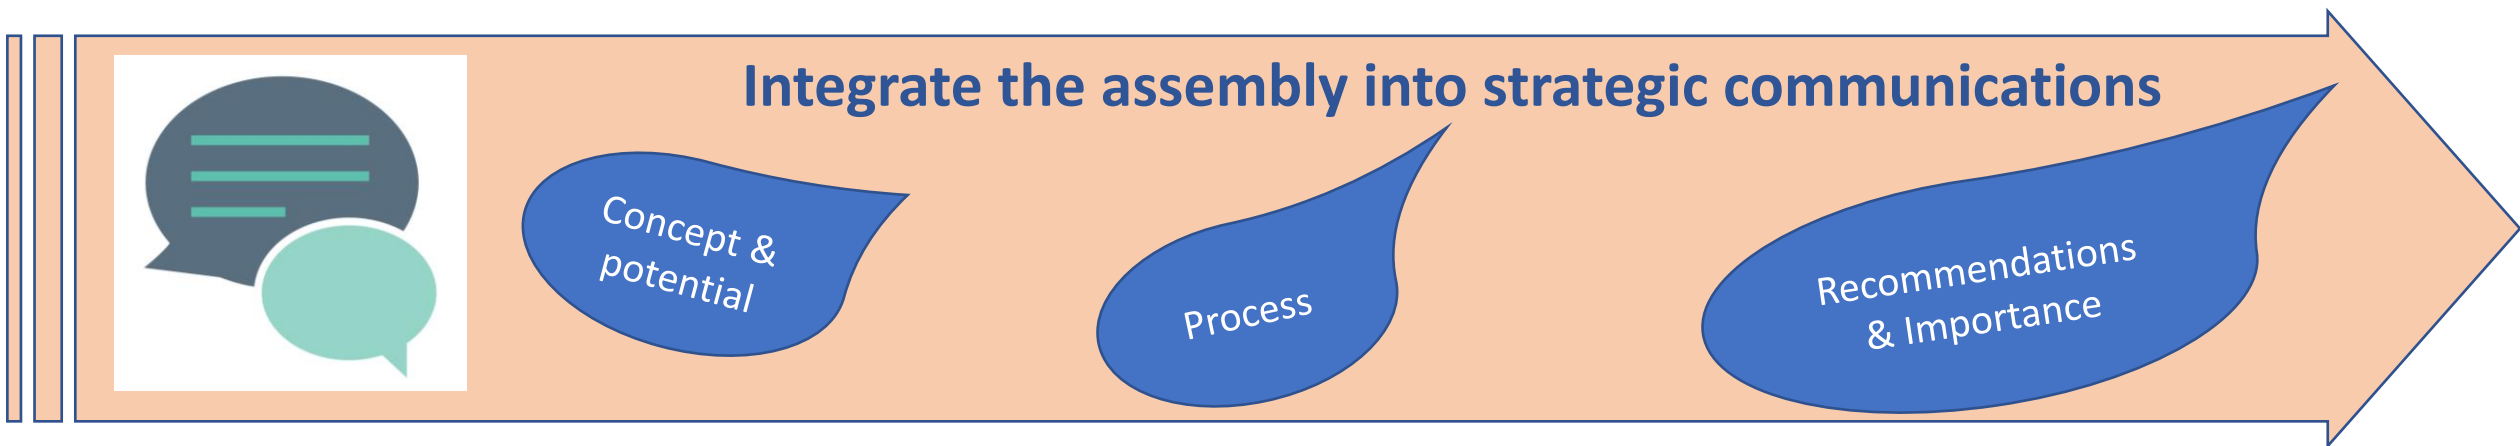 Integrate the assembly into strategic communications
Concept &
potential
Process
Recommendations
& Importance